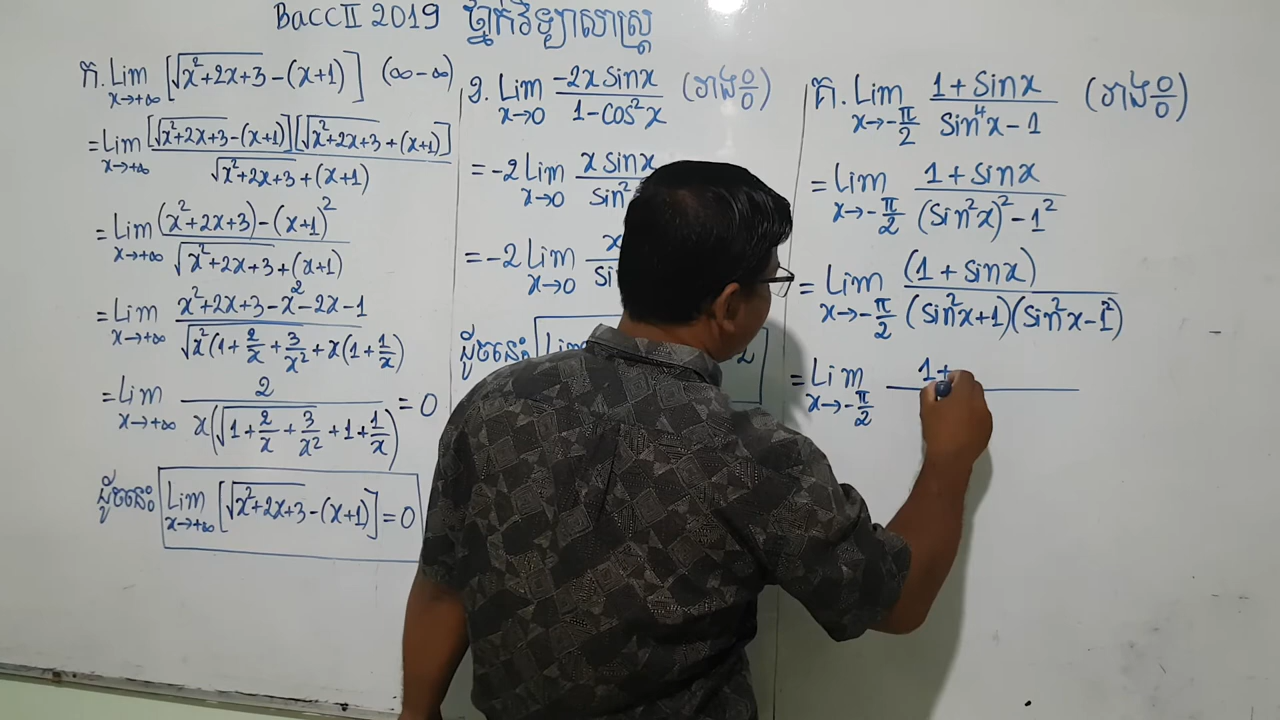 BaccII 2019 ថ្នាក់វិទ្យាសាស្ត្រ
ក. Lim x→+∞ [√(x²+2x+3) -(x+1)] (∞-∞)
= Lim x→+∞ [√(x²+2x+3) -(x+1)][√(x²+2x+3) +(x+1)] / √(x²+2x+3) +(x+1)
= Lim x→+∞ (x²+2x+3)-(x+1)² / √(x²+2x+3) +(x+1)
= Lim x→+∞ x²+2x+3-x²-2x-1 / √(x²(1+2/x+3/x²)) +x(1+1/x)
= Lim x→+∞ 2 / x(√(1+2/x+3/x²) +1+1/x) = 0
ដូចនេះ Lim x→+∞ [√(x²+2x+3) -(x+1)] = 0
ខ. Lim x→0 -2x sinx / 1-cos²x (រាង 0/0)
= -2 Lim x→0 x sinx / sin²
= -2 Lim x→0 x / sin
ដូចនេះ Lim 2
គ. Lim x→-π/2 1+sinx / sin⁴x-1 (រាង 0/0)
= Lim x→-π/2 1+sinx / (sin²x)²-1²
= Lim x→-π/2 (1+sinx) / (sin²x+1)(sin²x-1²)
= Lim x→-π/2 1+